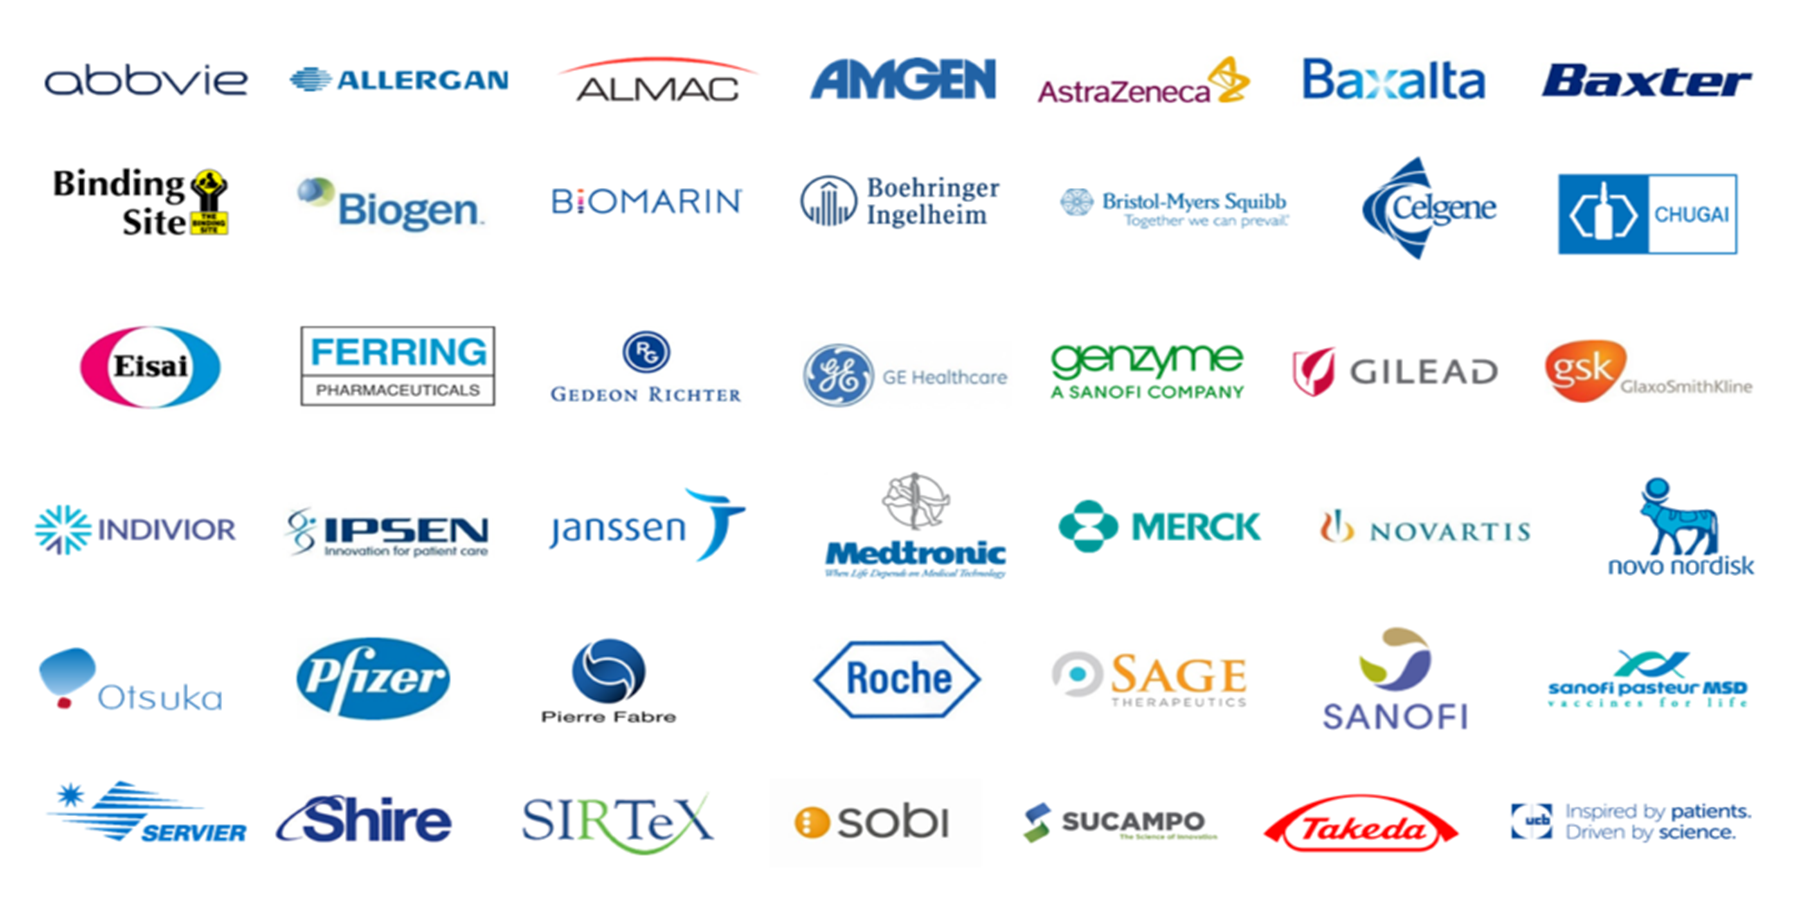 abbvie
ALLERGAN
ALMAC
AMGEN
AstraZeneca
Baxalta
Baxter
Binding
Site
THE
BINDING
SITE
Biogen
BIOMARIN
Boehringer
Ingelheim
Bristol-Myers Squibb
Together we can prevail.
Celgene
CHUGAI
Eisai
FERRING
PHARMACEUTICALS
RG
GEDEON RICHTER
GE GE Healthcare
genzyme
A SANOFI COMPANY
GILEAD
gsk
GlaxoSmithKline
INDIVIOR
IPSEN
Innovation for patient care
janssen
Medtronic
When Life Depends on Medical Technology
MERCK
NOVARTIS
novo nordisk
Otsuka
Pfizer
Pierre Fabre
Roche
SAGE
THERAPEUTICS
SANOFI
sanofi pasteur MSD
vaccines for life
SERVIER
Shire
SIRTeX
sobi
SUCAMPO
The Science of Innovation
Takeda
ucb
Inspired by patients.
Driven by science.